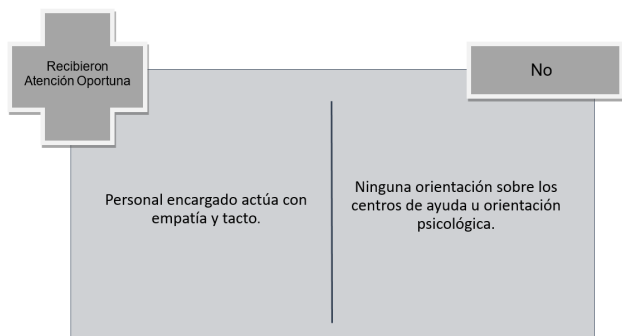 Recibieron
Atención Oportuna
No
Personal encargado actúa con
empatía y tacto.
Ninguna orientación sobre los
centros de ayuda u orientación
psicológica.